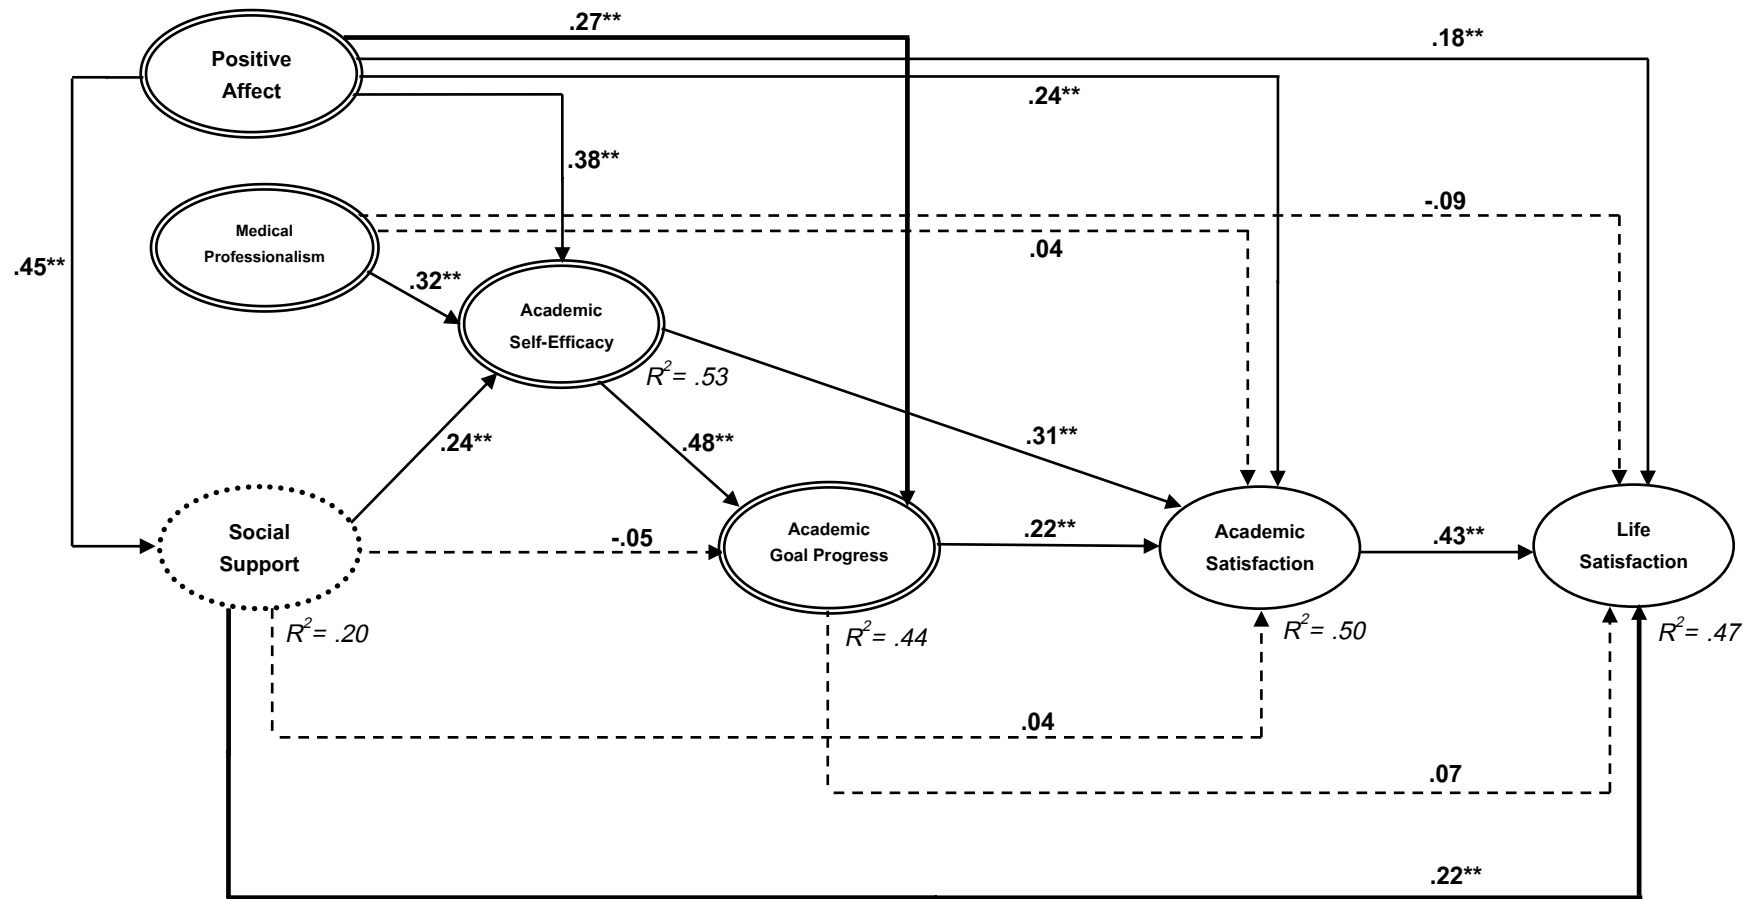 .27**
.18**
Positive
Affect
.24**
.38**
-.09
Medical
Professionalism
.04
.45**
.32**
Academic
Self-Efficacy
R2= .53
.24**
.48**
.31**
Social
Support
-.05
Academic
Goal Progress
.22**
Academic
Satisfaction
.43**
Life
Satisfaction
R2= .20
R2= .44
R2= .50
R2= .47
.04
.07
.22**